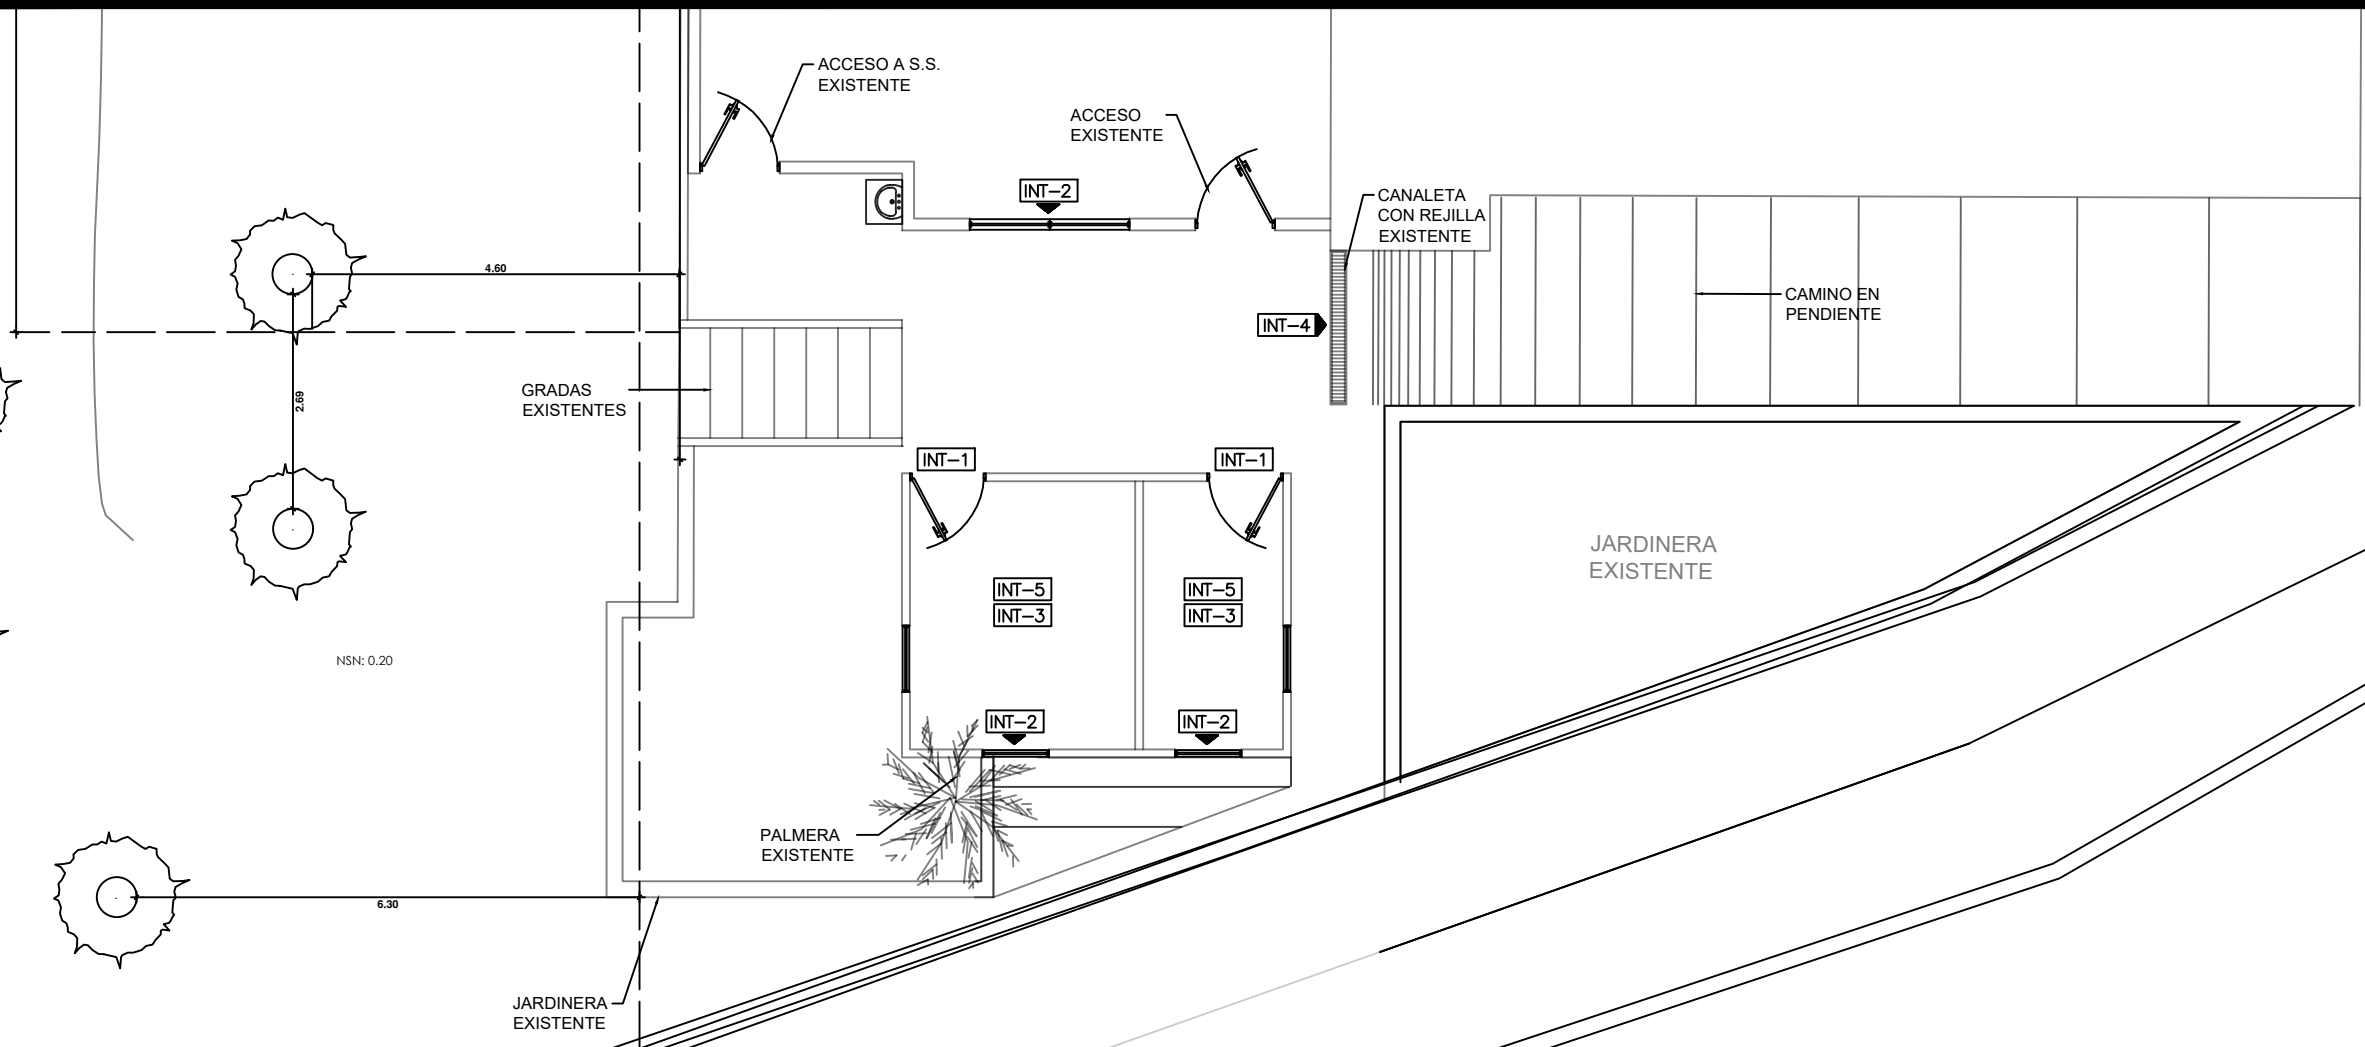 ACCESO A S.S.
EXISTENTE
ACCESO
EXISTENTE
INT-2
CANALETA
CON REJILLA
EXISTENTE
4.60
CAMINO EN
PENDIENTE
INT-4
GRADAS
EXISTENTES
2.69
INT-1
INT-1
JARDINERA
EXISTENTE
INT-5
INT-3
INT-5
INT-3
NSN: 0.20
INT-2
INT-2
PALMERA
EXISTENTE
6.30
JARDINERA
EXISTENTE